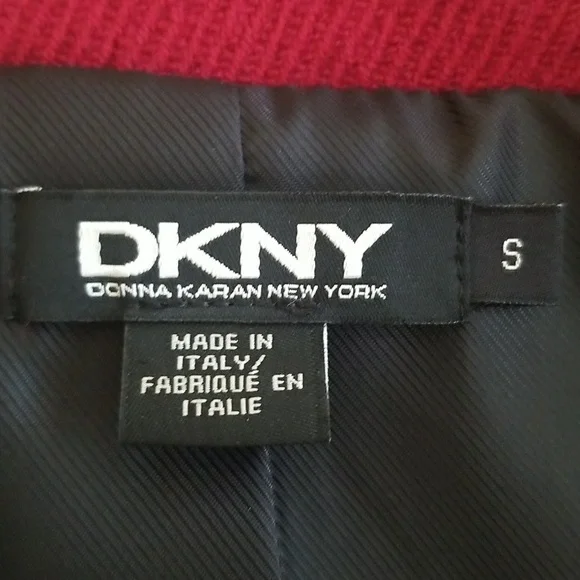 DKNY
DONNA KARAN NEW YORK
S
MADE IN
ITALY/
FABRIQUÉ EN
ITALIE